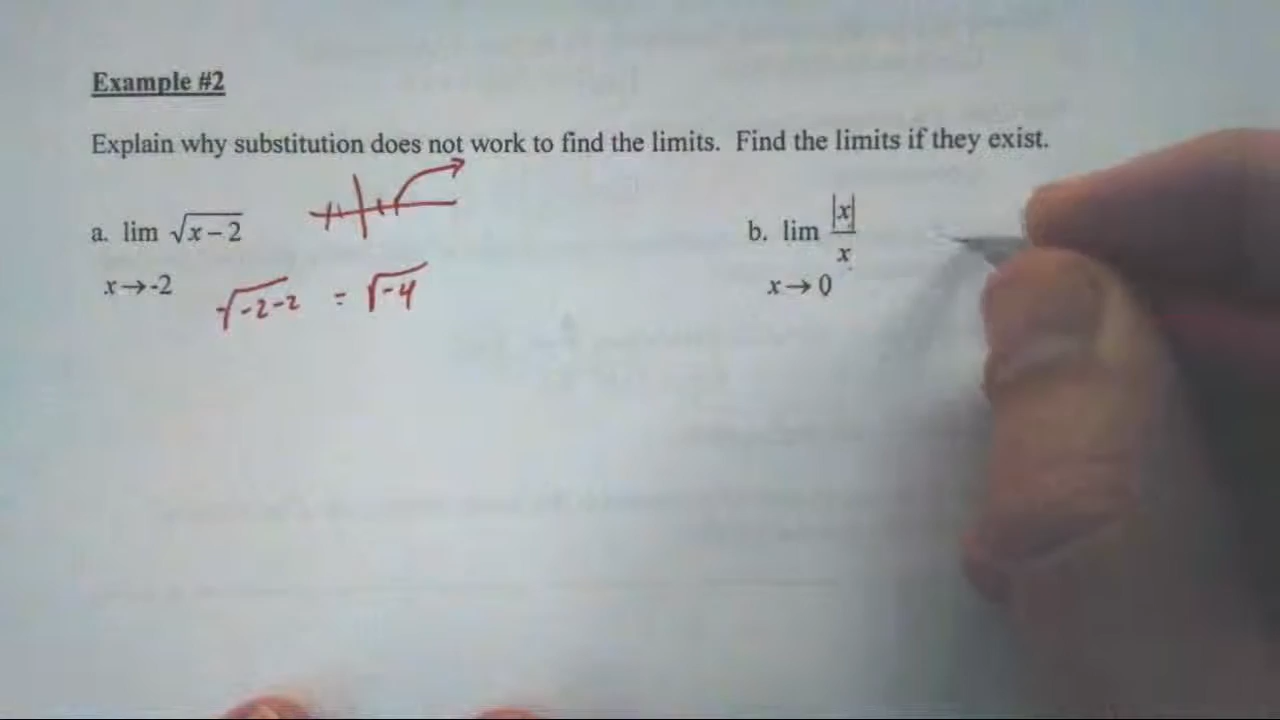 Example #2
Explain why substitution does not work to find the limits. Find the limits if they exist.
a. lim √x−2
x→-2
√-2-2 = √-4
b. lim |x|/x
x→0